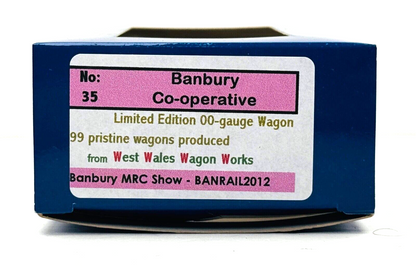 No: Banbury
35 Co-operative
Limited Edition 00-gauge Wagon
99 pristine wagons produced
from West Wales Wagon Works
Banbury MRC Show - BANRAIL2012